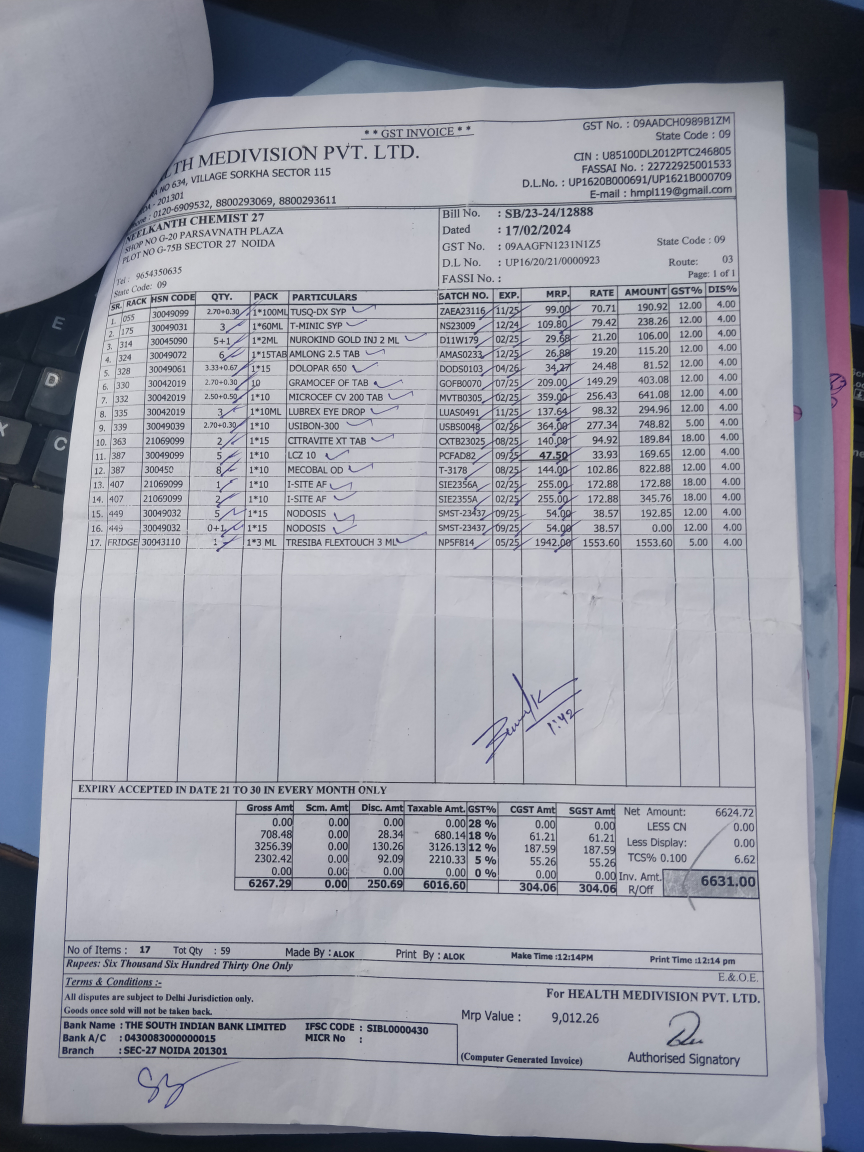 ** GST INVOICE **
GST No. : 09AADCH0989B1ZM
State Code : 09
LTH MEDIVISION PVT. LTD.
CIN : U85100DL2012PTC246805
NO 634, VILLAGE SORKHA SECTOR 115
FASSAI No. : 22722925001533
- 201301
D.L.No. : UP1620B000691/UP1621B000709
: 0120-6909532, 8800293069, 8800293611
E-mail : hmpl119@gmail.com
NEELKANTH CHEMIST 27
SHOP NO G-20 PARSAVNATH PLAZA
PLOT NO G-75B SECTOR 27 NOIDA
Tel : 9654350635
State Code: 09
Bill No. : SB/23-24/12888
Dated : 17/02/2024
GST No. : 09AAGFN1231N1Z5 State Code : 09
D.L No. : UP16/20/21/0000923 Route: 03
FASSI No. : Page: 1 of 1
SR. RACK HSN CODE QTY. PACK PARTICULARS BATCH NO. EXP. MRP. RATE AMOUNT GST% DIS%
1. 055 30049099 2.70+0.30 1*100ML TUSQ-DX SYP ZAEA23116 11/25 99.00 70.71 190.92 12.00 4.00
2. 175 30049031 3 1*60ML T-MINIC SYP NS23009 12/24 109.80 79.42 238.26 12.00 4.00
3. 314 30045090 5+1 1*2ML NUROKIND GOLD INJ 2 ML D11W179 02/25 29.68 21.20 106.00 12.00 4.00
4. 324 30049072 6 1*15TAB AMLONG 2.5 TAB AMAS0233 12/25 26.88 19.20 115.20 12.00 4.00
5. 328 30049061 3.33+0.67 1*15 DOLOPAR 650 DODS0103 04/26 34.27 24.48 81.52 12.00 4.00
6. 330 30042019 2.70+0.30 10 GRAMOCEF OF TAB GOFB0070 07/25 209.00 149.29 403.08 12.00 4.00
7. 332 30042019 2.50+0.50 1*10 MICROCEF CV 200 TAB MVTB0305 02/25 359.00 256.43 641.08 12.00 4.00
8. 335 30042019 3 1*10ML LUBREX EYE DROP LUAS0491 11/25 137.64 98.32 294.96 12.00 4.00
9. 339 30049039 2.70+0.30 1*10 USIBON-300 USBS0048 02/26 364.00 277.34 748.82 5.00 4.00
10. 363 21069099 2 1*15 CITRAVITE XT TAB CXTB23025 08/25 140.00 94.92 189.84 18.00 4.00
11. 387 30049099 5 1*10 LCZ 10 PCFAD82 09/25 47.50 33.93 169.65 12.00 4.00
12. 387 300450 8 1*10 MECOBAL OD T-3178 08/25 144.00 102.86 822.88 12.00 4.00
13. 407 21069099 1 1*10 I-SITE AF SIE2356A 02/25 255.00 172.88 172.88 18.00 4.00
14. 407 21069099 2 1*10 I-SITE AF SIE2355A 02/25 255.00 172.88 345.76 18.00 4.00
15. 449 30049032 5 1*15 NODOSIS SMST-23437 09/25 54.00 38.57 192.85 12.00 4.00
16. 449 30049032 0+1 1*15 NODOSIS SMST-23437 09/25 54.00 38.57 0.00 12.00 4.00
17. FRIDGE 30043110 1 1*3 ML TRESIBA FLEXTOUCH 3 ML NP5F814 05/25 1942.00 1553.60 1553.60 5.00 4.00
1:42
EXPIRY ACCEPTED IN DATE 21 TO 30 IN EVERY MONTH ONLY
Gross Amt Scm. Amt Disc. Amt Taxable Amt. GST% CGST Amt SGST Amt
0.00 0.00 0.00 0.00 28 % 0.00 0.00
708.48 0.00 28.34 680.14 18 % 61.21 61.21
3256.39 0.00 130.26 3126.13 12 % 187.59 187.59
2302.42 0.00 92.09 2210.33 5 % 55.26 55.26
0.00 0.00 0.00 0.00 0 % 0.00 0.00
6267.29 0.00 250.69 6016.60 304.06 304.06
Net Amount: 6624.72
LESS CN 0.00
Less Display: 0.00
TCS% 0.100 6.62
Inv. Amt. 6631.00
R/Off
No of Items : 17 Tot Qty : 59 Made By : ALOK Print By : ALOK Make Time :12:14PM Print Time :12:14 pm
Rupees: Six Thousand Six Hundred Thirty One Only
E.&O.E.
Terms & Conditions :-
All disputes are subject to Delhi Jurisdiction only.
Goods once sold will not be taken back.
For HEALTH MEDIVISION PVT. LTD.
Mrp Value : 9,012.26
Bank Name : THE SOUTH INDIAN BANK LIMITED IFSC CODE : SIBL0000430
Bank A/C : 0430083000000015 MICR No :
Branch : SEC-27 NOIDA 201301
(Computer Generated Invoice)
Authorised Signatory